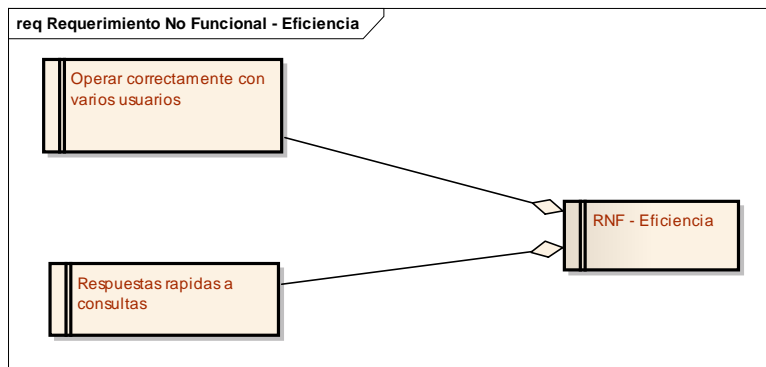 req Requerimiento No Funcional - Eficiencia
Operar correctamente con
varios usuarios
RNF - Eficiencia
Respuestas rapidas a
consultas